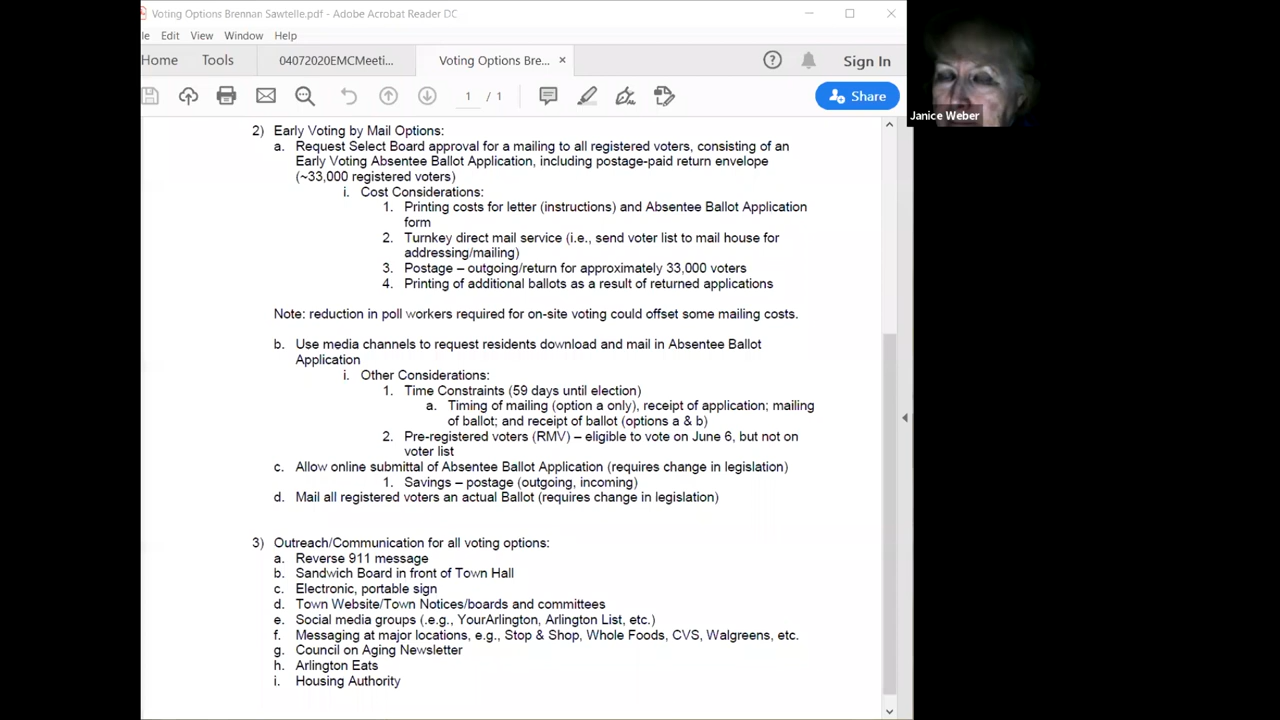 Voting Options Brennan Sawtelle.pdf - Adobe Acrobat Reader DC
le Edit View Window Help
Home Tools 04072020EMCMeeti... Voting Options Bre... × Sign In
1 / 1 Share
Janice Weber
2) Early Voting by Mail Options:
a. Request Select Board approval for a mailing to all registered voters, consisting of an
Early Voting Absentee Ballot Application, including postage-paid return envelope
(~33,000 registered voters)
i. Cost Considerations:
1. Printing costs for letter (instructions) and Absentee Ballot Application
form
2. Turnkey direct mail service (i.e., send voter list to mail house for
addressing/mailing)
3. Postage – outgoing/return for approximately 33,000 voters
4. Printing of additional ballots as a result of returned applications
Note: reduction in poll workers required for on-site voting could offset some mailing costs.
b. Use media channels to request residents download and mail in Absentee Ballot
Application
i. Other Considerations:
1. Time Constraints (59 days until election)
a. Timing of mailing (option a only), receipt of application; mailing
of ballot; and receipt of ballot (options a & b)
2. Pre-registered voters (RMV) – eligible to vote on June 6, but not on
voter list
c. Allow online submittal of Absentee Ballot Application (requires change in legislation)
1. Savings – postage (outgoing, incoming)
d. Mail all registered voters an actual Ballot (requires change in legislation)
3) Outreach/Communication for all voting options:
a. Reverse 911 message
b. Sandwich Board in front of Town Hall
c. Electronic, portable sign
d. Town Website/Town Notices/boards and committees
e. Social media groups (.e.g., YourArlington, Arlington List, etc.)
f. Messaging at major locations, e.g., Stop & Shop, Whole Foods, CVS, Walgreens, etc.
g. Council on Aging Newsletter
h. Arlington Eats
i. Housing Authority